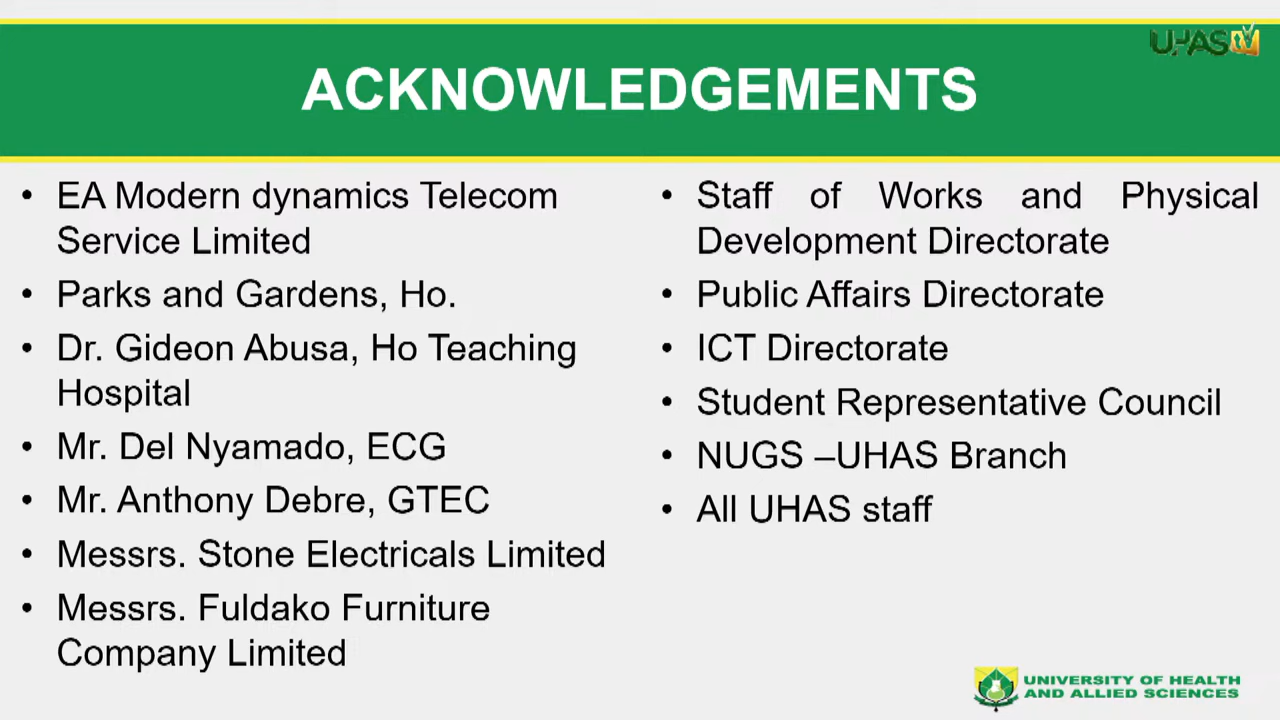 UHAS TV
ACKNOWLEDGEMENTS
• EA Modern dynamics Telecom
Service Limited
• Parks and Gardens, Ho.
• Dr. Gideon Abusa, Ho Teaching
Hospital
• Mr. Del Nyamado, ECG
• Mr. Anthony Debre, GTEC
• Messrs. Stone Electricals Limited
• Messrs. Fuldako Furniture
Company Limited
• Staff of Works and Physical
Development Directorate
• Public Affairs Directorate
• ICT Directorate
• Student Representative Council
• NUGS –UHAS Branch
• All UHAS staff
UNIVERSITY OF HEALTH
AND ALLIED SCIENCES